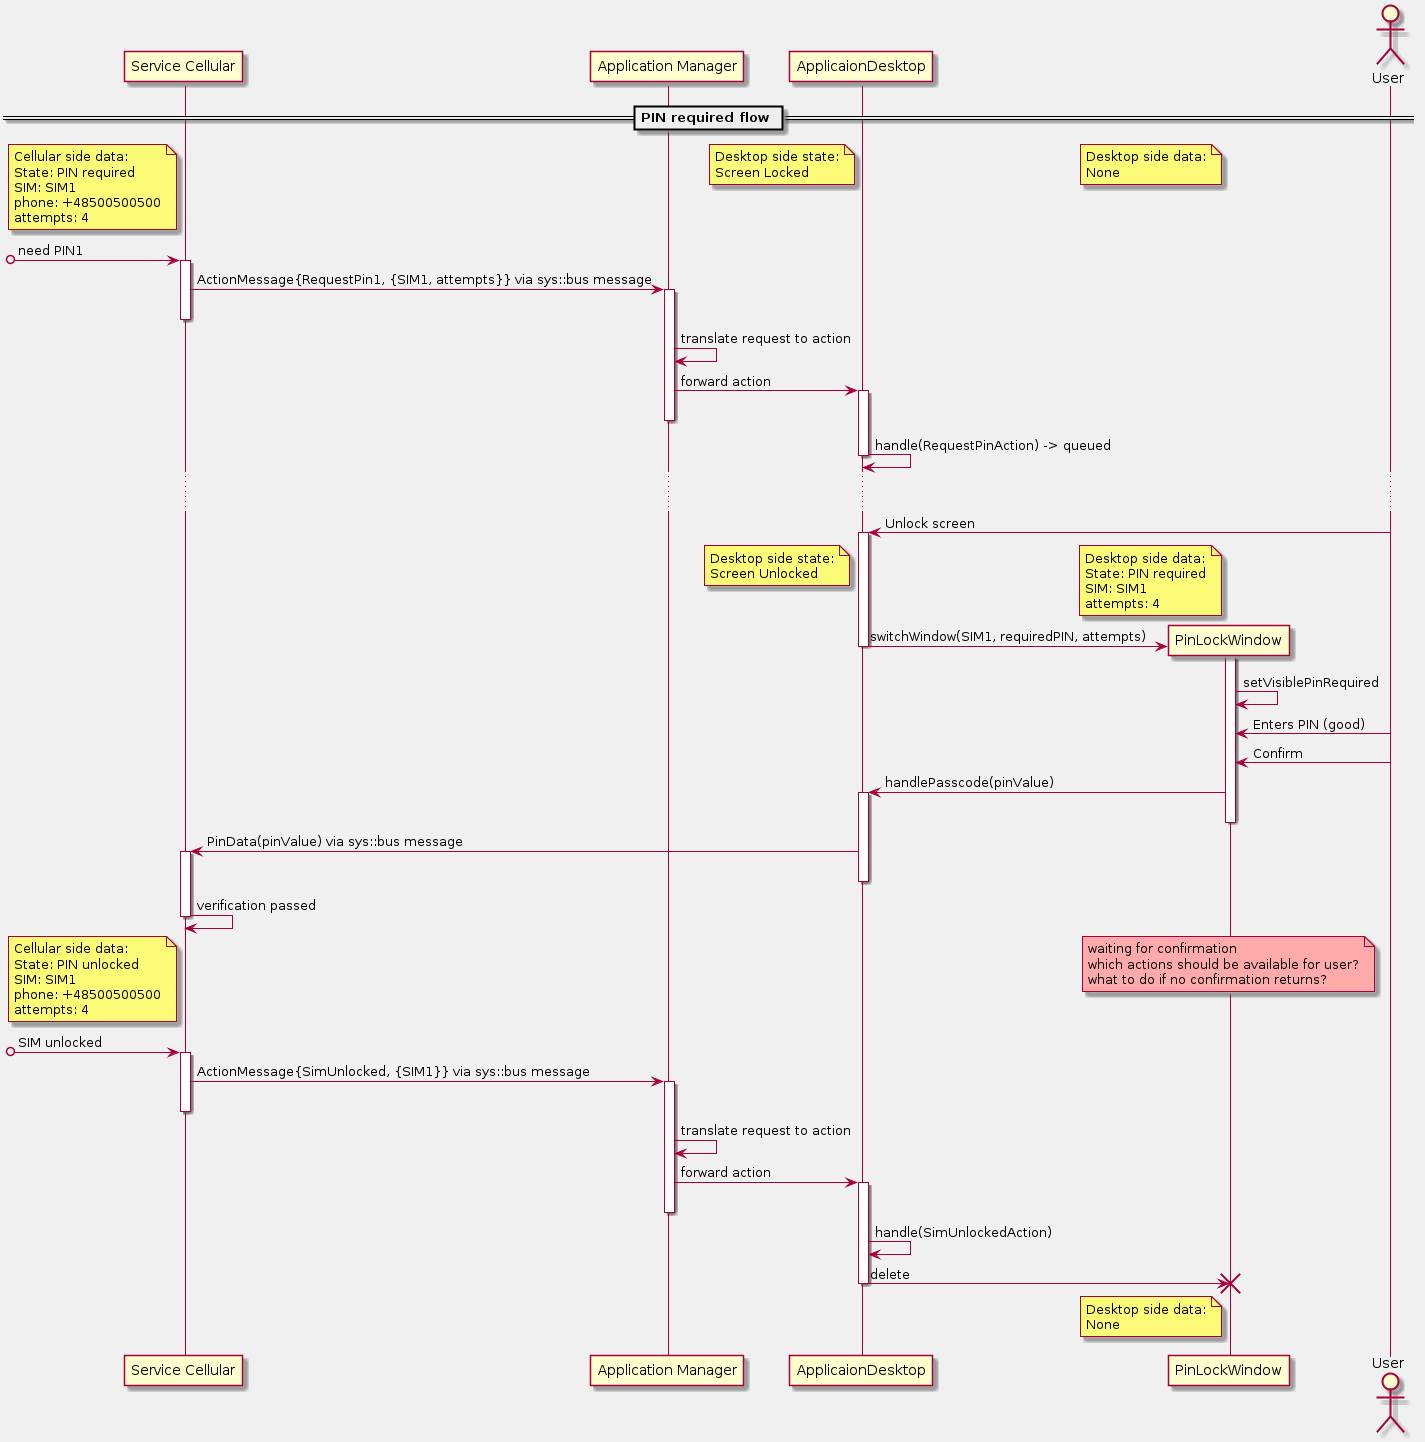 User
Service Cellular
Application Manager
ApplicaionDesktop
PIN required flow
Cellular side data:
State: PIN required
SIM: SIM1
phone: +48500500500
attempts: 4
Desktop side state:
Screen Locked
Desktop side data:
None
need PIN1
ActionMessage{RequestPin1, {SIM1, attempts}} via sys::bus message
translate request to action
forward action
handle(RequestPinAction) -> queued
Unlock screen
Desktop side state:
Screen Unlocked
Desktop side data:
State: PIN required
SIM: SIM1
attempts: 4
switchWindow(SIM1, requiredPIN, attempts)
PinLockWindow
setVisiblePinRequired
Enters PIN (good)
Confirm
handlePasscode(pinValue)
PinData(pinValue) via sys::bus message
verification passed
Cellular side data:
State: PIN unlocked
SIM: SIM1
phone: +48500500500
attempts: 4
waiting for confirmation
which actions should be available for user?
what to do if no confirmation returns?
SIM unlocked
ActionMessage{SimUnlocked, {SIM1}} via sys::bus message
translate request to action
forward action
handle(SimUnlockedAction)
delete
Desktop side data:
None
Service Cellular
Application Manager
ApplicaionDesktop
PinLockWindow
User